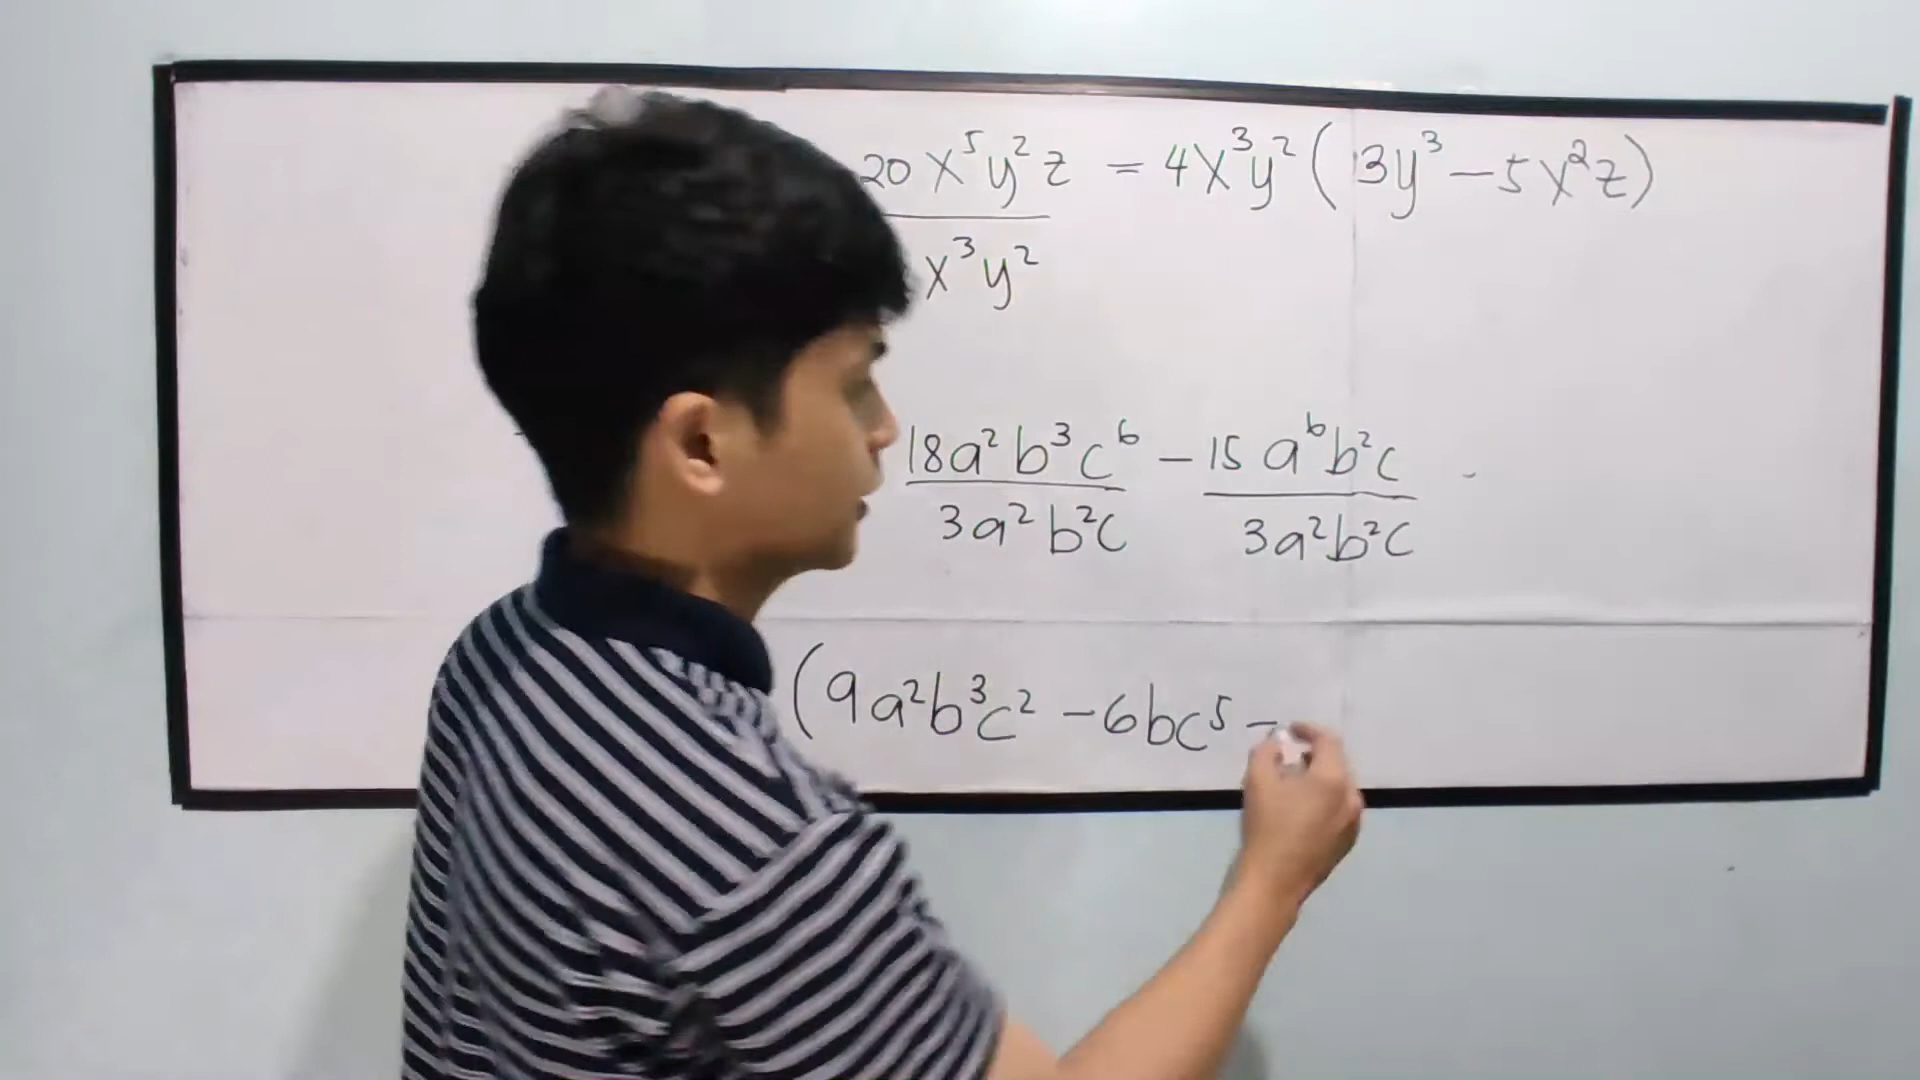 20x⁵y²z = 4x³y²(3y³ - 5x²z)
x³y²
18a²b³c⁶ - 15a⁶b²c
3a²b²c 3a²b²c
(9a²b³c² - 6bc⁵ -